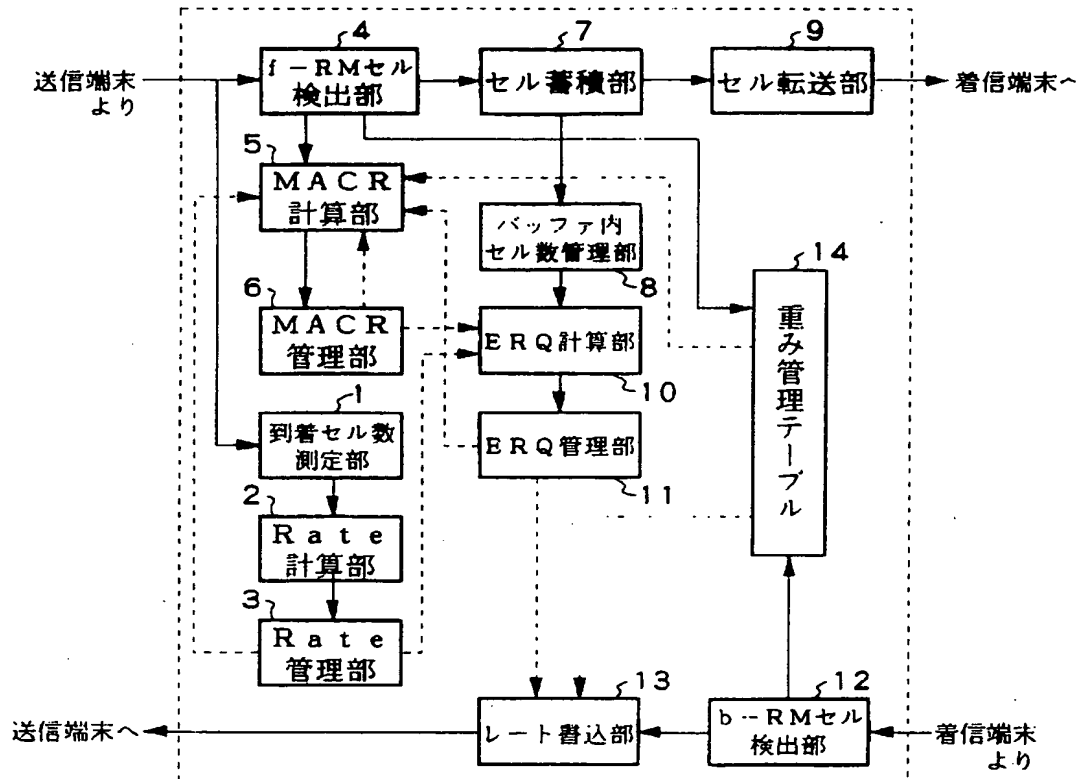 4
7
9
送信端末
より
f-RMセル
検出部
セル蓄積部
セル転送部
着信端末へ
5
MACR
計算部
バッファ内
セル数管理部
8
14
重み管理テーブル
6
MACR
管理部
ERQ計算部
10
1
到着セル数
測定部
ERQ管理部
11
2
Rate
計算部
3
Rate
管理部
13
12
送信端末へ
レート書込部
b-RMセル
検出部
着信端末
より